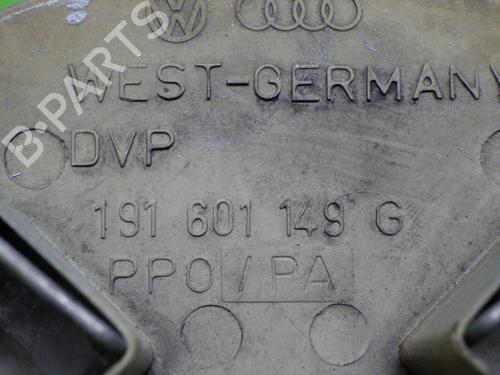 B-PARTS
WEST-GERMANY
DVP
191 601 149 G
PPO/PA